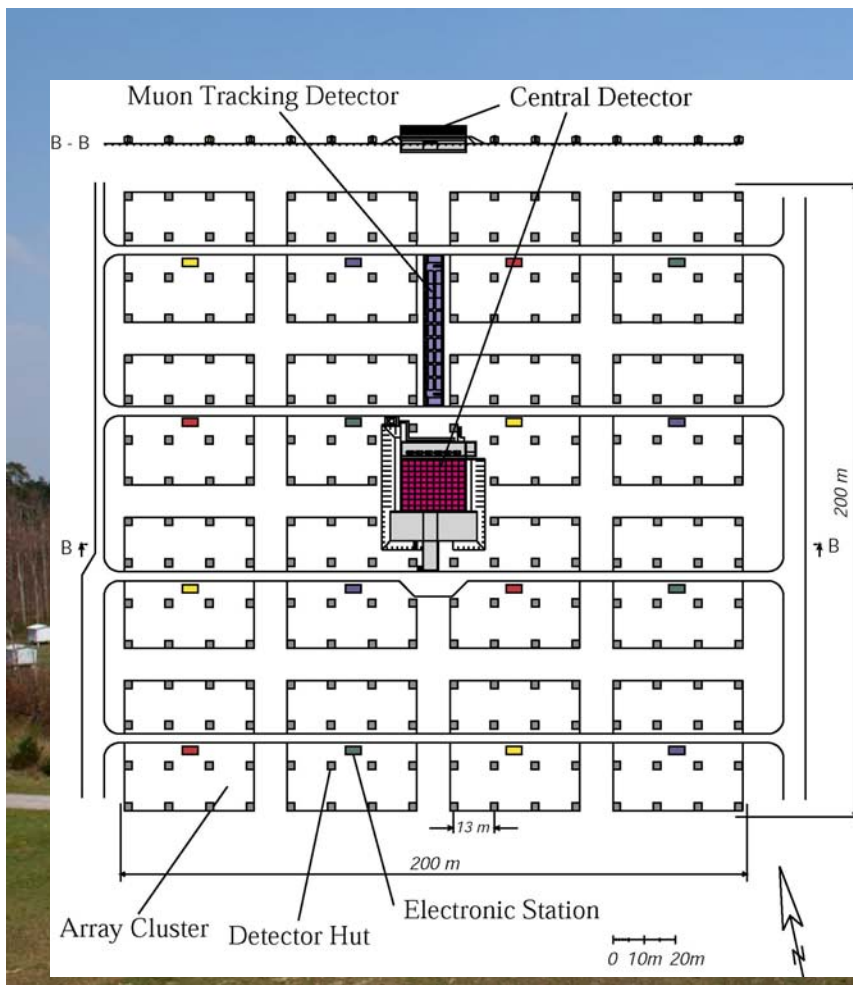 Muon Tracking Detector
Central Detector
B - B
200 m
B
B
13 m
200 m
Array Cluster
Detector Hut
Electronic Station
0 10m 20m
N